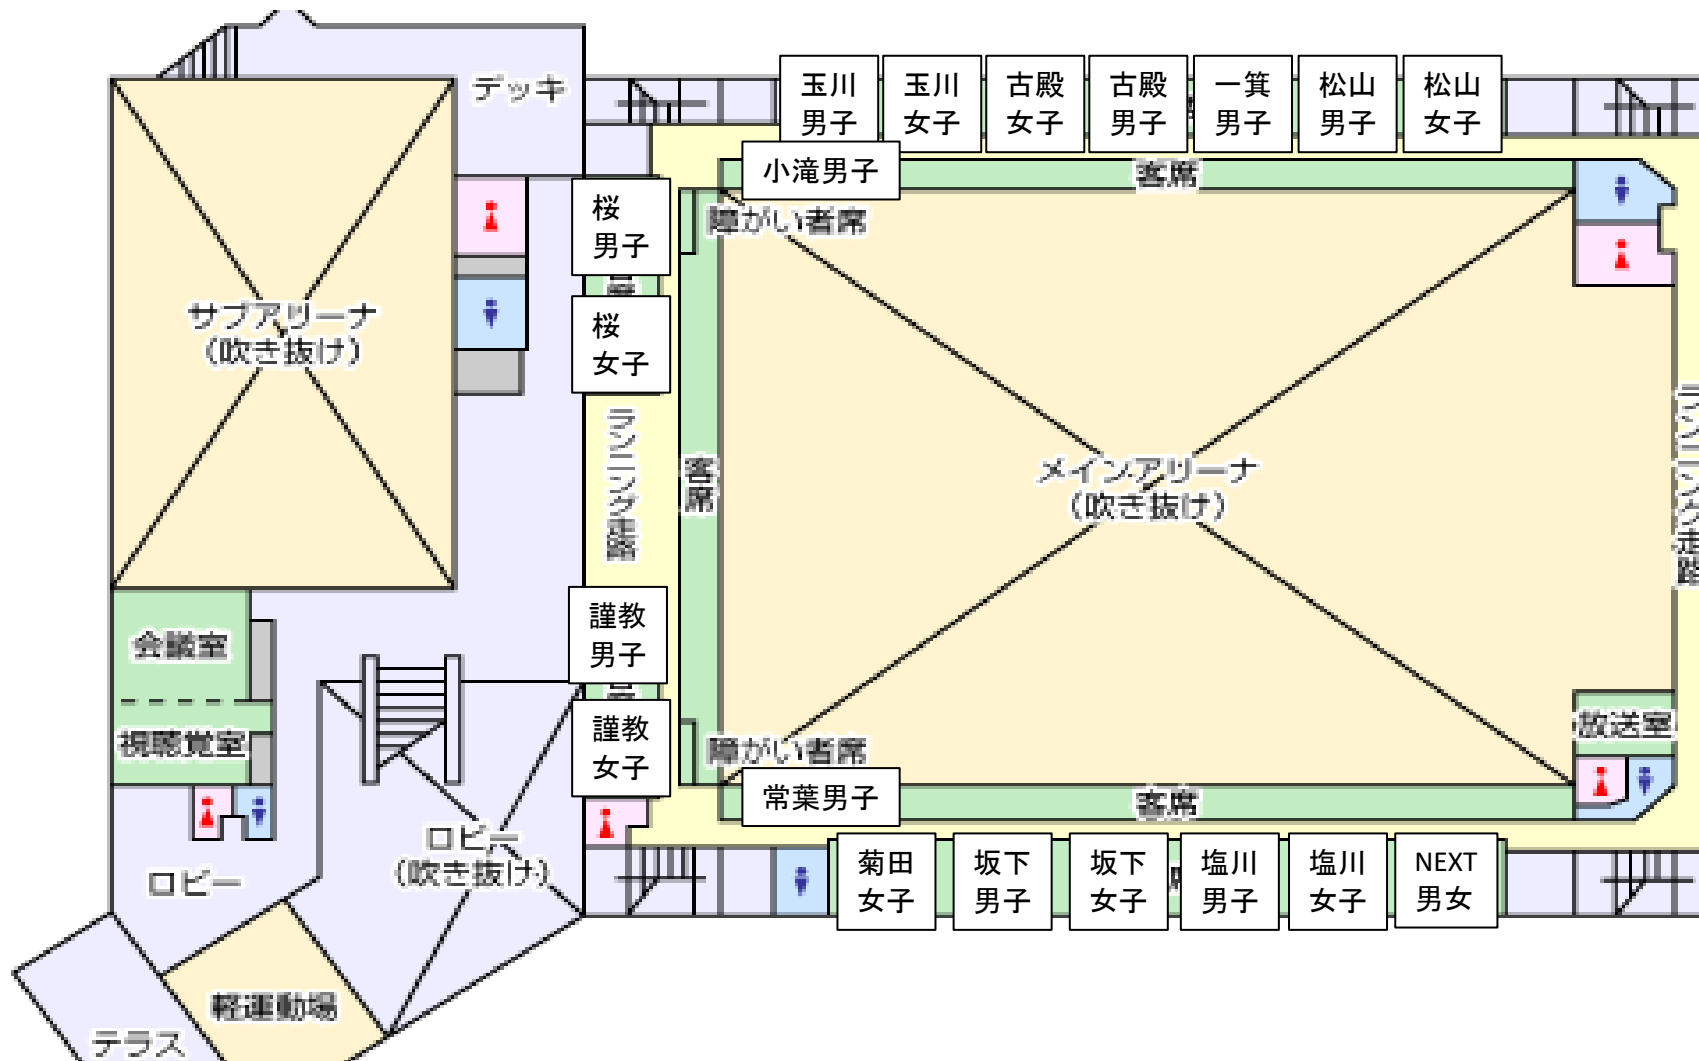 デッキ
玉川
男子
玉川
女子
古殿
女子
古殿
男子
一箕
男子
松山
男子
松山
女子
小滝男子
客席
障がい者席
桜
男子
桜
女子
サブアリーナ
(吹き抜け)
ランニング走路
客席
メインアリーナ
(吹き抜け)
ランニング走路
謹教
男子
謹教
女子
会議室
視聴覚室
放送室
障がい者席
常葉男子
客席
ロビー
(吹き抜け)
ロビー
菊田
女子
坂下
男子
坂下
女子
塩川
男子
塩川
女子
NEXT
男女
軽運動場
テラス